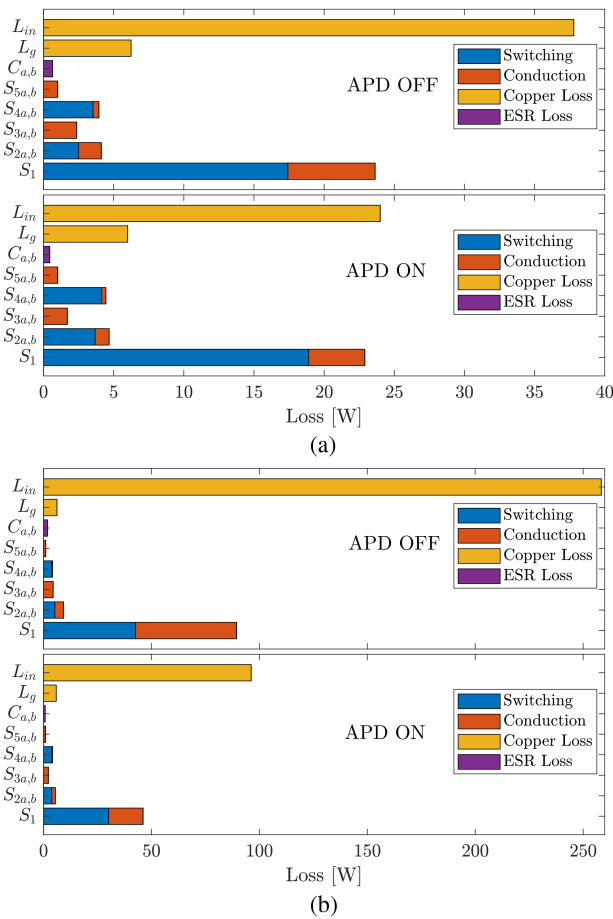 L_in
L_g
C_a,b
S_5a,b
S_4a,b
S_3a,b
S_2a,b
S_1
APD OFF
Switching
Conduction
Copper Loss
ESR Loss
L_in
L_g
C_a,b
S_5a,b
S_4a,b
S_3a,b
S_2a,b
S_1
APD ON
Switching
Conduction
Copper Loss
ESR Loss
0 5 10 15 20 25 30 35 40
Loss [W]
(a)
L_in
L_g
C_a,b
S_5a,b
S_4a,b
S_3a,b
S_2a,b
S_1
APD OFF
Switching
Conduction
Copper Loss
ESR Loss
L_in
L_g
C_a,b
S_5a,b
S_4a,b
S_3a,b
S_2a,b
S_1
APD ON
Switching
Conduction
Copper Loss
ESR Loss
0 50 100 150 200 250
Loss [W]
(b)